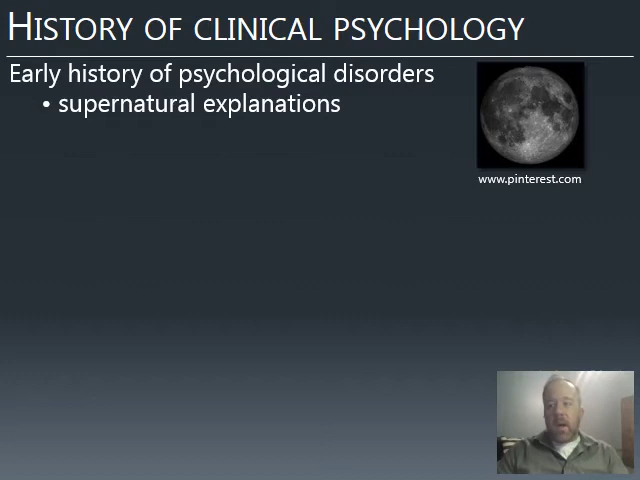 HISTORY OF CLINICAL PSYCHOLOGY
Early history of psychological disorders
• supernatural explanations
www.pinterest.com